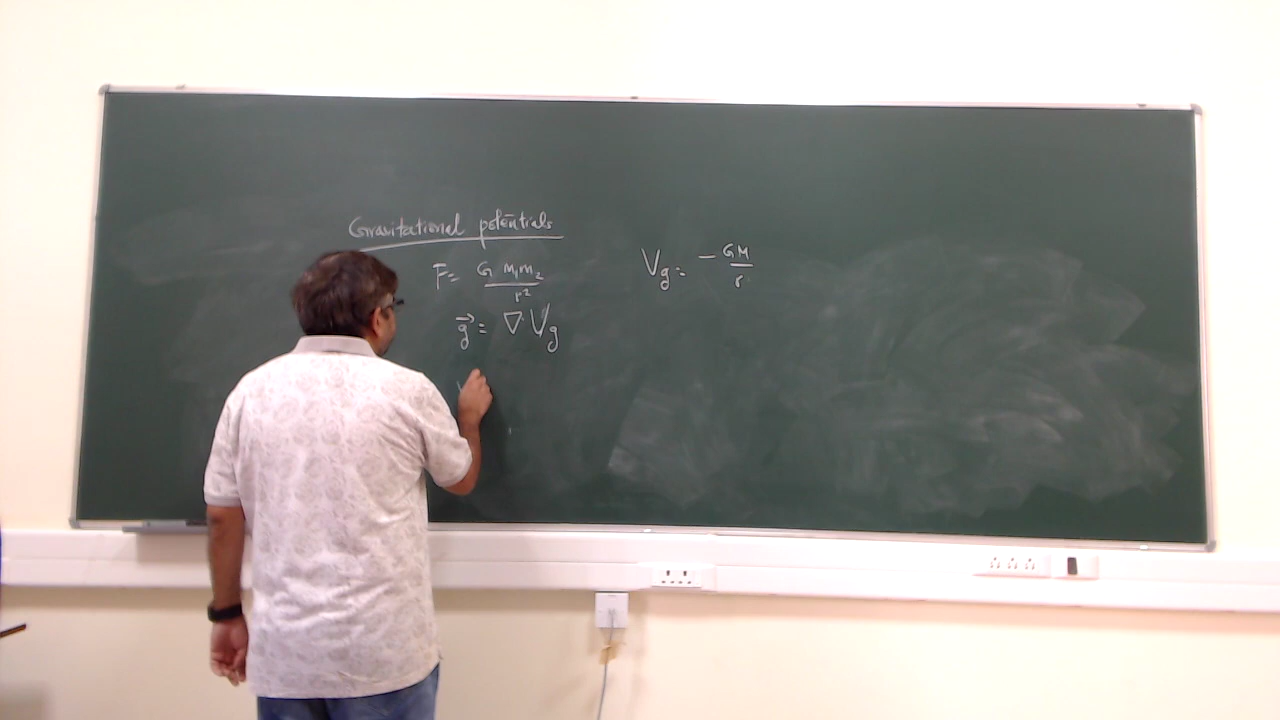 Gravitational potentials
F = G m₁m₂ / r²
g⃗ = ∇ V_g
V_g = - GM / r